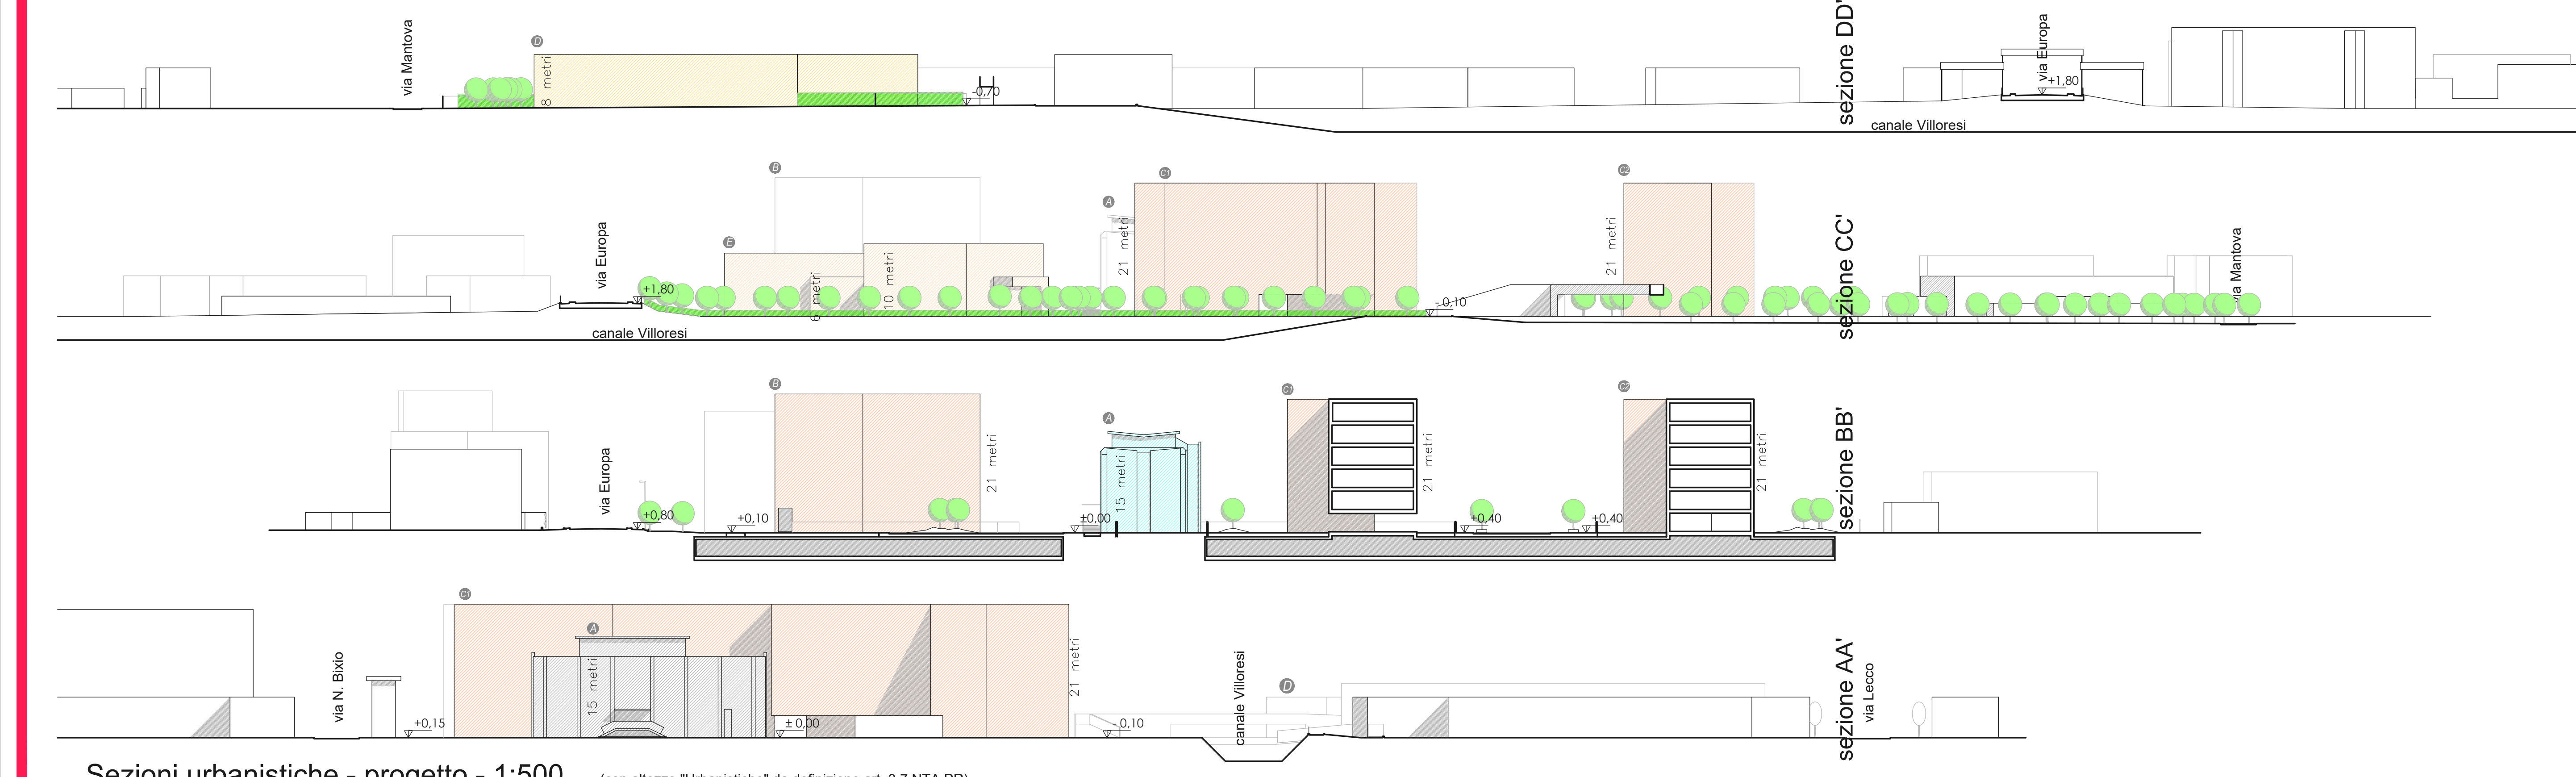 via Mantova
D
8 metri
-0,70
sezione DD'
via Europa
+1,80
canale Villoresi
B
C1
C2
A
E
via Europa
+1,80
6 metri
10 metri
21 metri
- 0,10
21 metri
sezione CC'
via Mantova
canale Villoresi
B
A
C1
C2
via Europa
+0,80
+0,10
21 metri
±0,00
15 metri
21 metri
+0,40
+0,40
21 metri
sezione BB'
C1
A
via N. Bixio
+0,15
15 metri
± 0,00
21 metri
- 0,10
canale Villoresi
D
sezione AA'
via Lecco
Sezioni urbanistiche - progetto - 1:500